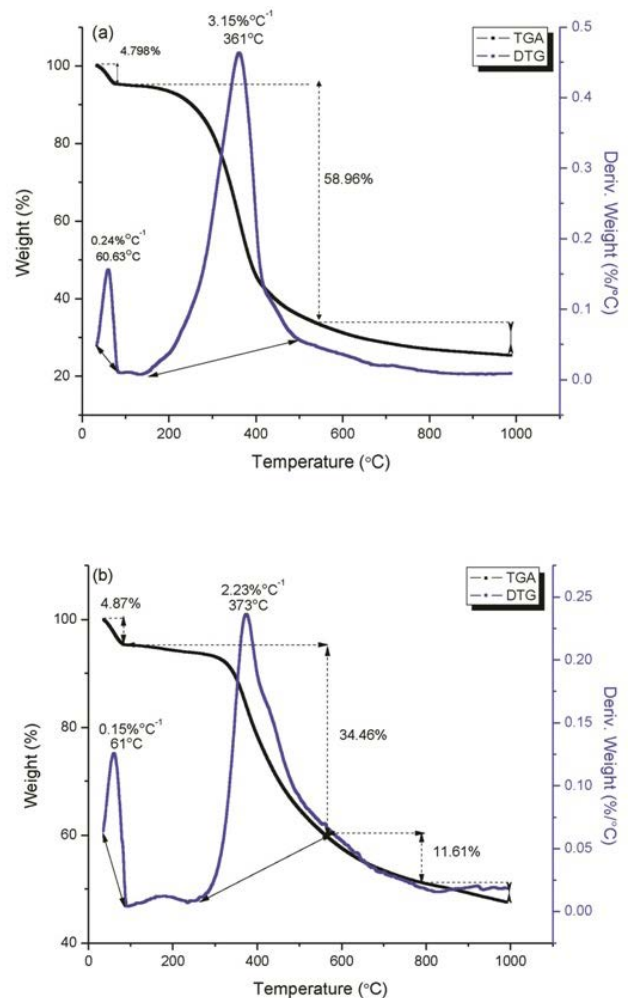 (a)
4.798%
3.15%°C⁻¹
361°C
TGA
DTG
58.96%
0.24%°C⁻¹
60.63°C
Weight (%)
100
80
60
40
20
Deriv. Weight (%/°C)
0.5
0.4
0.3
0.2
0.1
0.0
0 200 400 600 800 1000
Temperature (°C)
(b)
4.87%
2.23%°C⁻¹
373°C
TGA
DTG
34.46%
0.15%°C⁻¹
61°C
11.61%
Weight (%)
100
80
60
40
Deriv. Weight (%/°C)
0.25
0.20
0.15
0.10
0.05
0.00
0 200 400 600 800 1000
Temperature (°C)